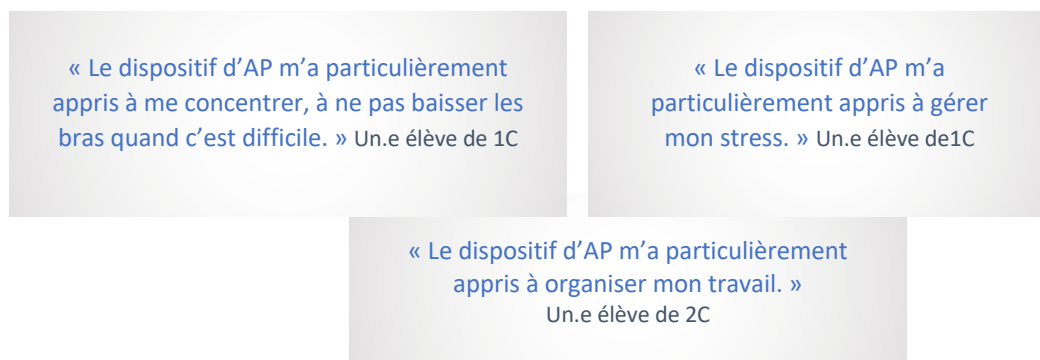 « Le dispositif d’AP m’a particulièrement
appris à me concentrer, à ne pas baisser les
bras quand c’est difficile. » Un.e élève de 1C
« Le dispositif d’AP m’a
particulièrement appris à gérer
mon stress. » Un.e élève de1C
« Le dispositif d’AP m’a particulièrement
appris à organiser mon travail. »
Un.e élève de 2C